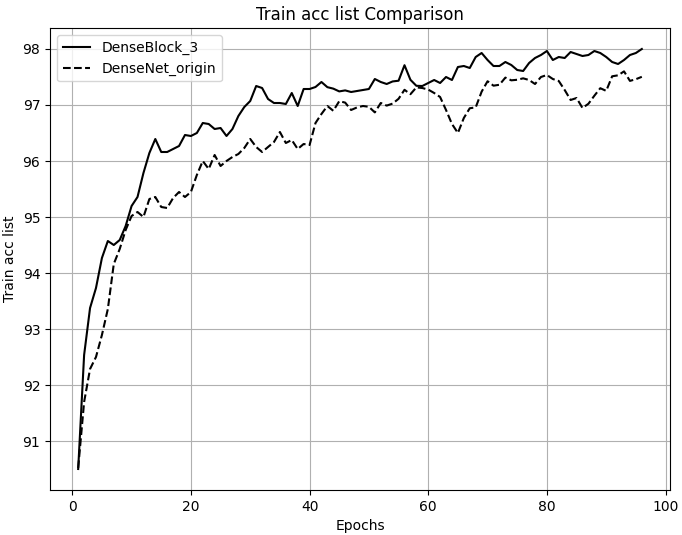 Train acc list Comparison
DenseBlock_3
DenseNet_origin
Train acc list
98
97
96
95
94
93
92
91
0 20 40 60 80 100
Epochs